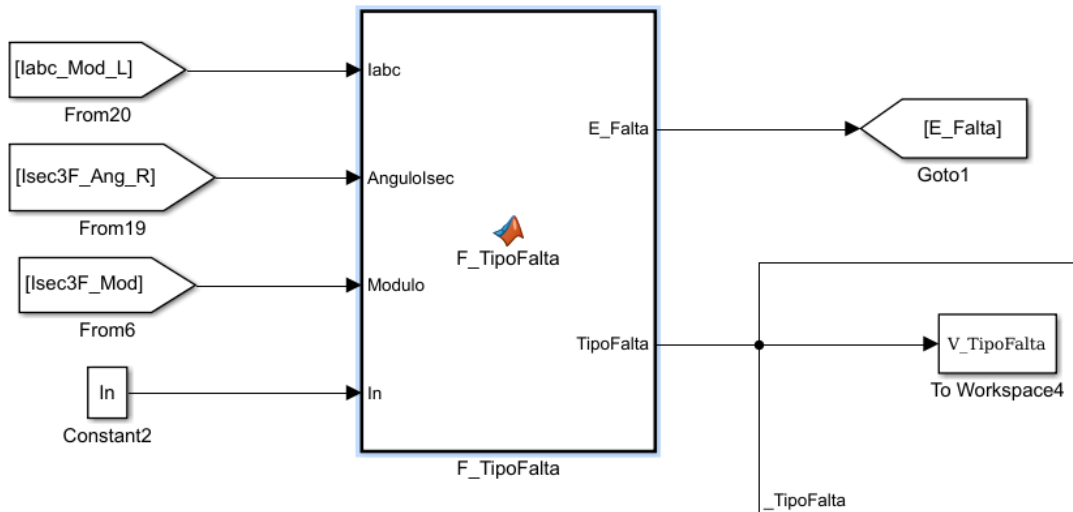 [Iabc_Mod_L]
From20
[Isec3F_Ang_R]
From19
[Isec3F_Mod]
From6
In
Constant2
Iabc
AnguloIsec
Modulo
In
F_TipoFalta
E_Falta
TipoFalta
F_TipoFalta
[E_Falta]
Goto1
V_TipoFalta
To Workspace4
_TipoFalta